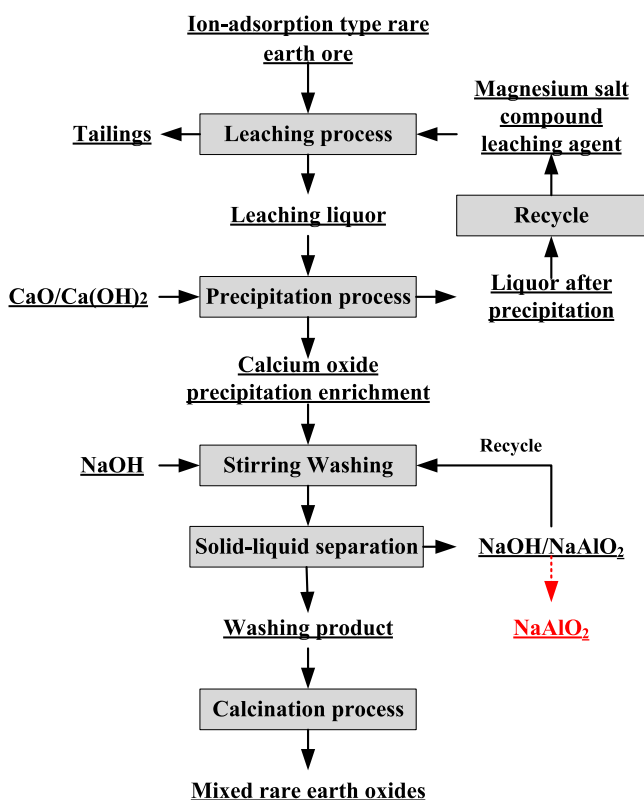 Ion-adsorption type rare
earth ore
Magnesium salt
compound
leaching agent
Tailings
Leaching process
Leaching liquor
Recycle
CaO/Ca(OH)₂
Precipitation process
Liquor after
precipitation
Calcium oxide
precipitation enrichment
Recycle
NaOH
Stirring Washing
Solid-liquid separation
NaOH/NaAlO₂
Washing product
NaAlO₂
Calcination process
Mixed rare earth oxides